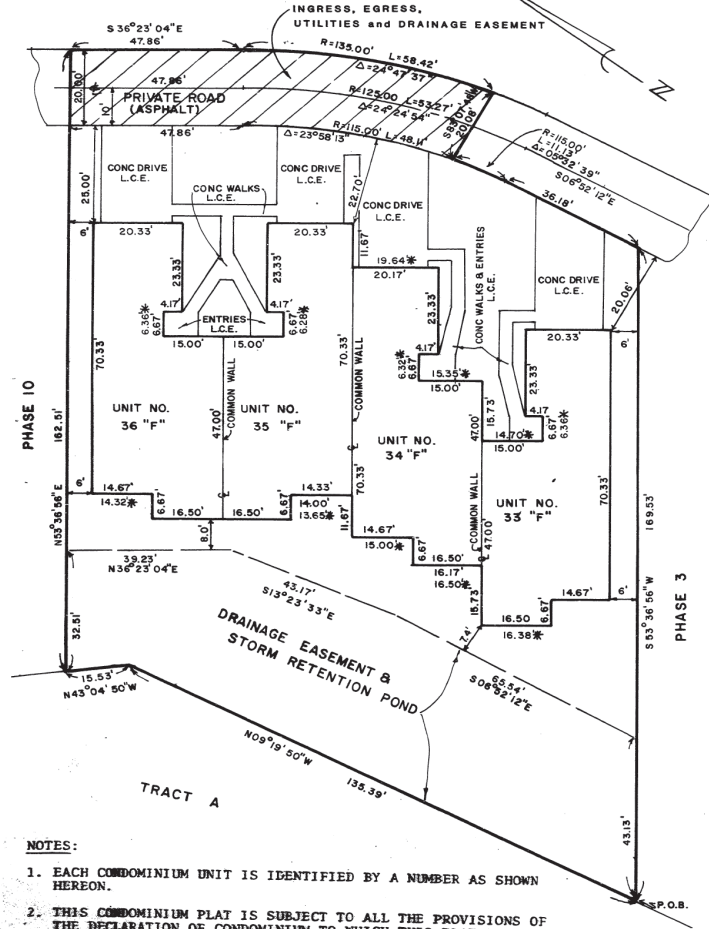 INGRESS, EGRESS,
UTILITIES and DRAINAGE EASEMENT
S 36°23'04"E
47.86'
R=135.00' L=58.42'
Δ=24°47'37"
20.00'
47.86'
10'
PRIVATE ROAD
(ASPHALT)
R=125.00 L=53.27'
Δ=24°24'54"
20.08'
47.86'
Δ=23°58'13"
R=115.00' L=48.11'
R=115.00'
L=11.13'
Δ=05°32'39"
S06°52'12"E
36.18'
N
25.00'
CONC DRIVE
L.C.E.
CONC WALKS
L.C.E.
CONC DRIVE
L.C.E.
22.70'
CONC DRIVE
L.C.E.
CONC WALKS & ENTRIES
L.C.E.
CONC DRIVE
L.C.E.
20.06'
6'
20.33'
23.33'
20.33'
23.33'
11.67'
19.64'*
20.17'
23.33'
20.33'
6'
23.33'
4.17'
6.36'*
6.67'
ENTRIES
L.C.E.
4.17'
6.67'
6.28'*
15.00'
15.00'
4.17'
6.32'*
6.67'
15.35'*
15.00'
15.73'
4.17
6.67'
6.36'*
14.70'*
15.00'
PHASE 10
162.51'
N53°36'56"E
70.33'
UNIT NO.
36 "F"
47.00'
COMMON WALL
UNIT NO.
35 "F"
70.33'
COMMON WALL
70.33'
UNIT NO.
34 "F"
47.00'
COMMON WALL
47.00'
UNIT NO.
33 "F"
70.33'
169.53'
S 53°36'56"W
PHASE 3
6'
14.67'
14.32'*
6.67'
16.50'
16.50'
6.67'
14.33'
14.00'
13.65'*
11.67'
14.67'
15.00'*
6.67'
16.50'
16.17'
16.50'*
15.73'
16.50
16.38'*
6.67'
14.67'
6'
8.0'
7.4'
39.23'
N36°23'04"E
43.17'
S13°23'33"E
65.54'
S06°52'12"E
32.51'
DRAINAGE EASEMENT &
STORM RETENTION POND
15.53'
N43°04'50"W
N09°19'50"W
135.39'
43.13'
TRACT A
P.O.B.
NOTES:
1. EACH CONDOMINIUM UNIT IS IDENTIFIED BY A NUMBER AS SHOWN
HEREON.
2. THIS CONDOMINIUM PLAT IS SUBJECT TO ALL THE PROVISIONS OF
THE DECLARATION OF CONDOMINIUM TO WHICH THIS